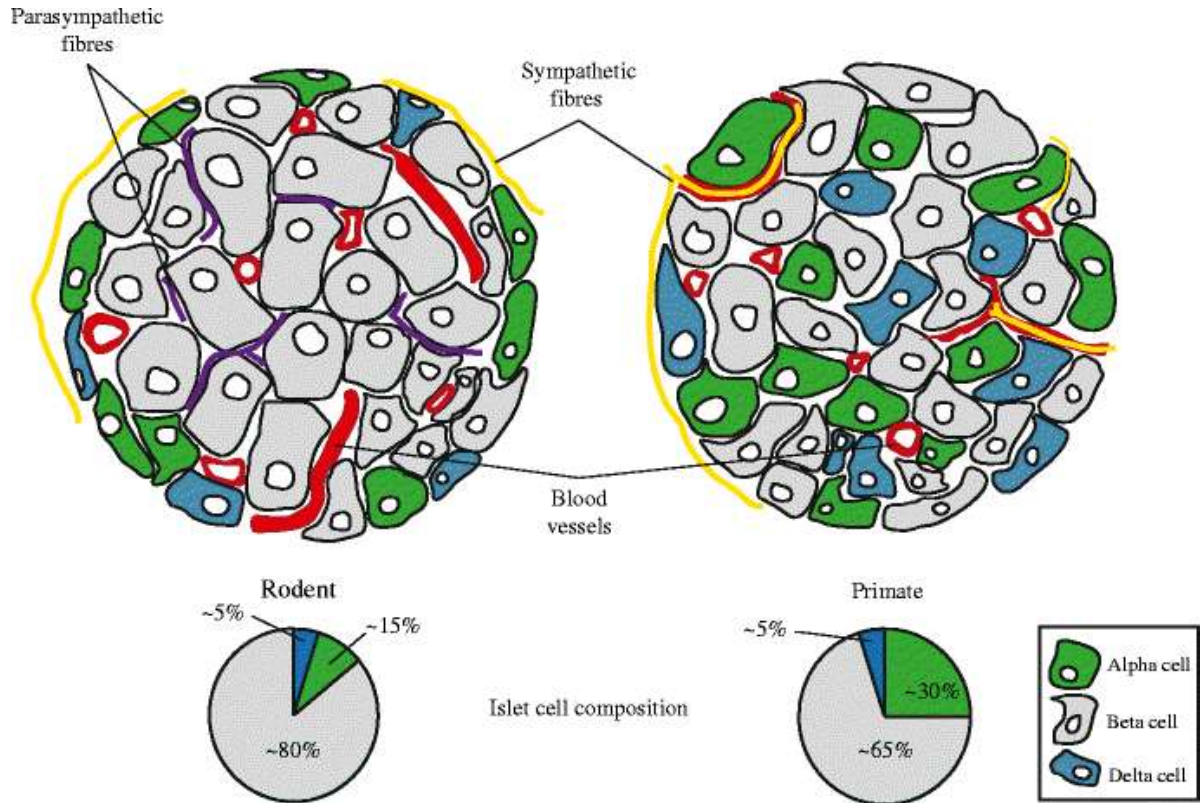 Parasympathetic
fibres
Sympathetic
fibres
Blood
vessels
Rodent
Primate
~5%
~15%
~80%
Islet cell composition
~5%
~30%
~65%
Alpha cell
Beta cell
Delta cell